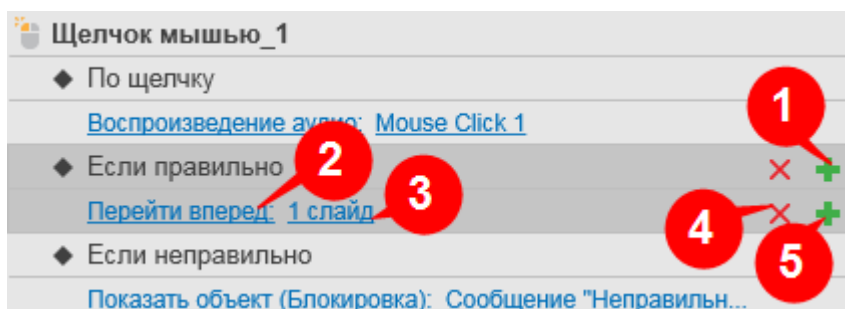 Щелчок мышью_1
По щелчку
1
Воспроизведение аудио: Mouse Click 1
Если правильно
2
Перейти вперед: 1 слайд
3
4
Если неправильно
5
Показать объект (Блокировка): Сообщение "Неправильн...